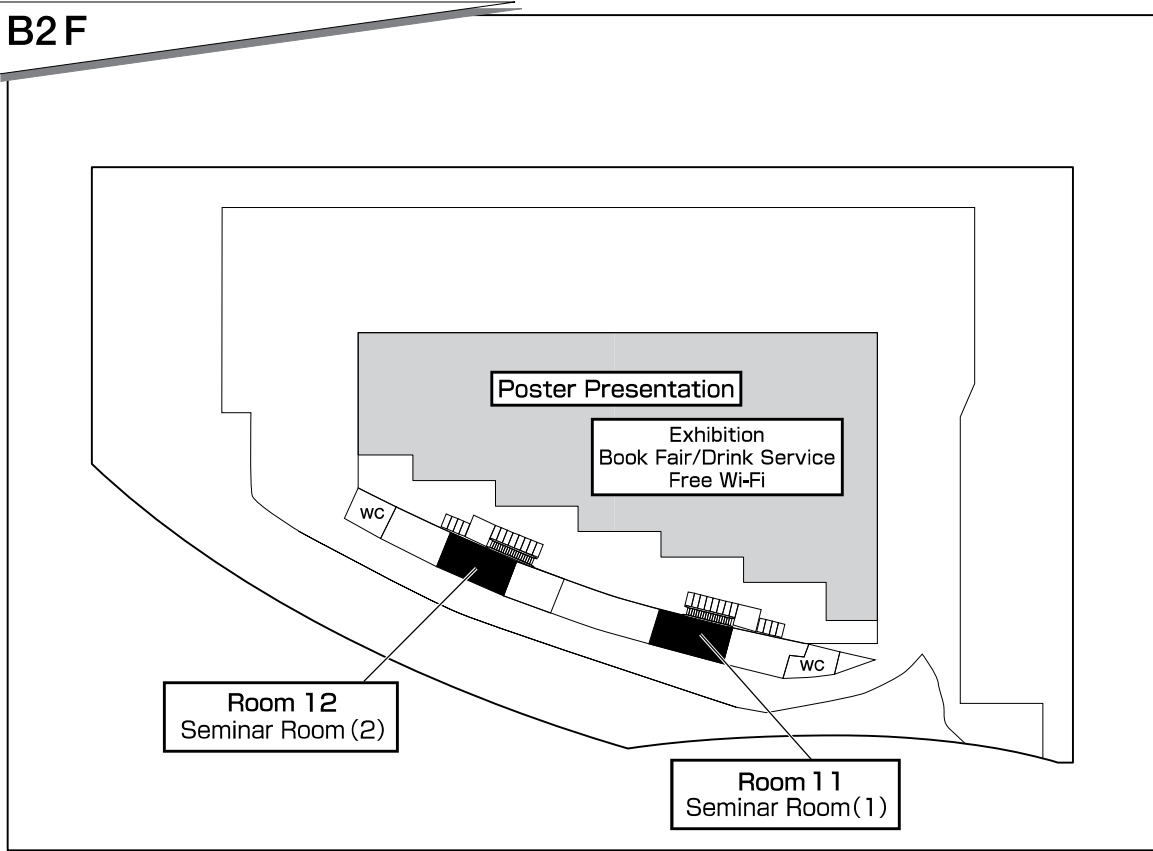 B2F
Poster Presentation
Exhibition
Book Fair/Drink Service
Free Wi-Fi
WC
WC
Room 12
Seminar Room (2)
Room 11
Seminar Room (1)